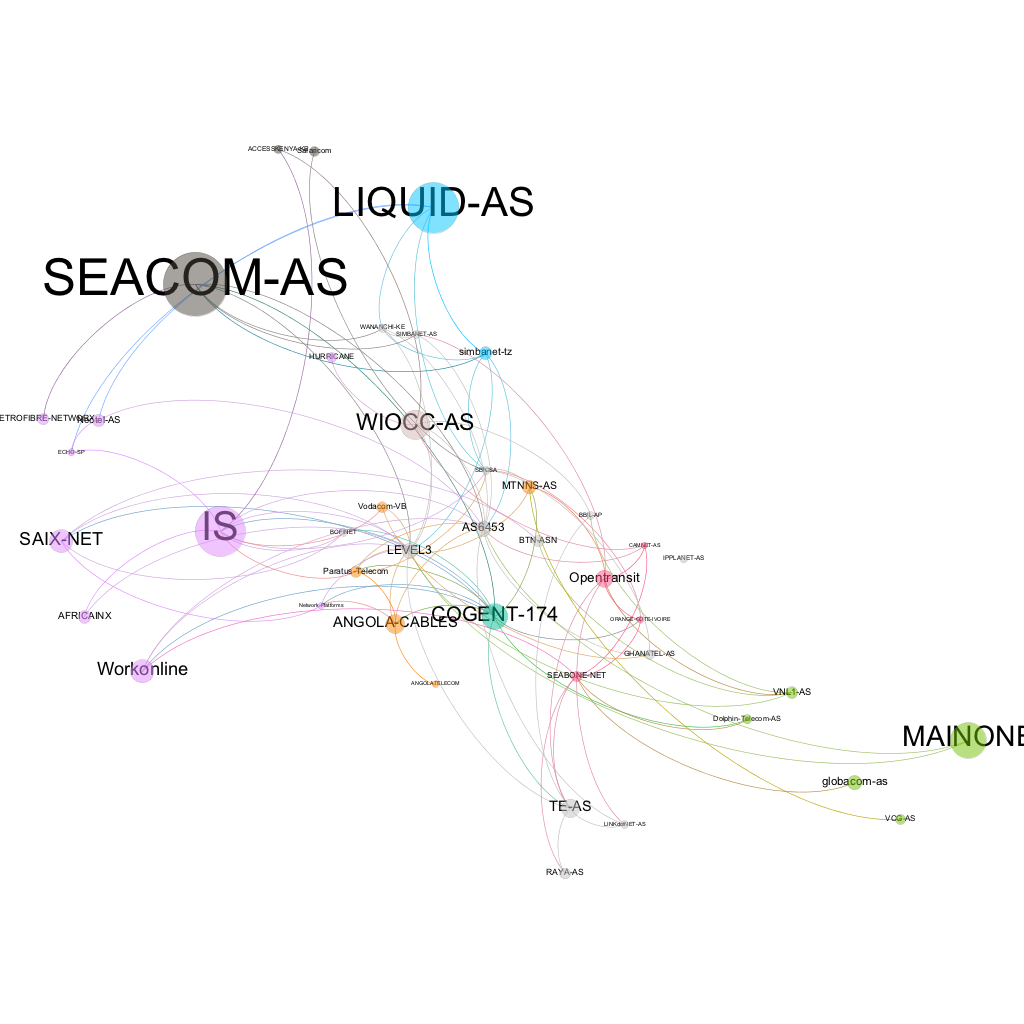 ACCESSKENYA-KE
Safaricom
LIQUID-AS
SEACOM-AS
WANANCHI-KE
SIMBANET-AS
simbanet-tz
HURRICANE
ETROFIBRE-NETWORX
Neotel-AS
WIOCC-AS
ECHO-SP
SBICSA
MTNNS-AS
Vodacom-VB
BBIL-AP
IS
AS6453
SAIX-NET
BOFINET
BTN-ASN
CAMNET-AS
LEVEL3
IPPLANET-AS
Paratus-Telecom
Opentransit
Network-Platforms
AFRICAINX
COGENT-174
ANGOLA-CABLES
ORANGE-COTE-IVOIRE
GHANATEL-AS
Workonline
SEABONE-NET
ANGOLATELECOM
VNL1-AS
Dolphin-Telecom-AS
MAINONE
globacom-as
TE-AS
VCG-AS
LINKdotNET-AS
RAYA-AS